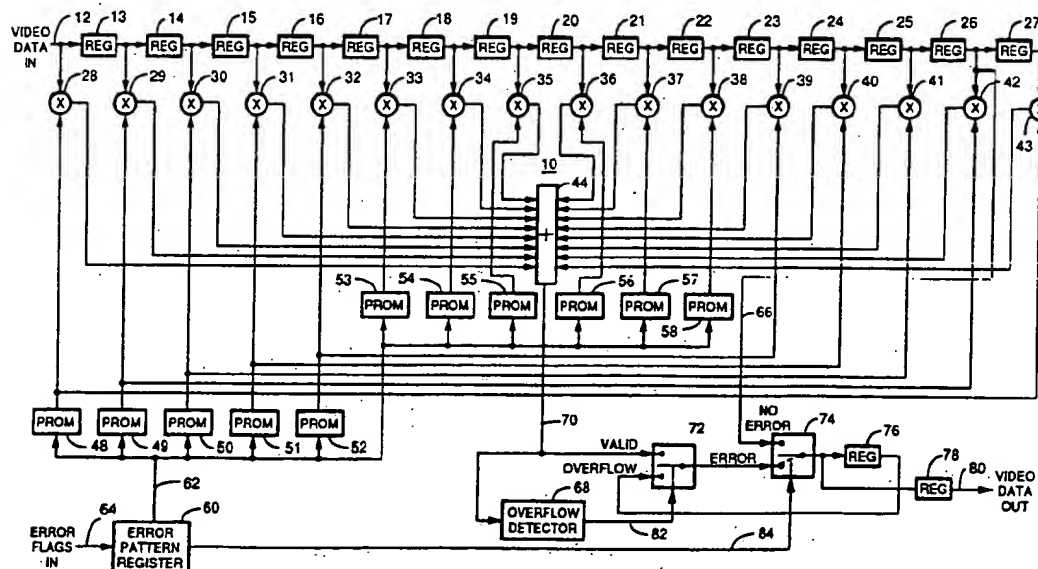 VIDEO DATA IN
12 13 14 15 16 17 18 19 20 21 22 23 24 25 26 27
REG REG REG REG REG REG REG REG REG REG REG REG REG REG REG
28 29 30 31 32 33 34 35 36 37 38 39 40 41 42
X X X X X X X X X X X X X X X
43
10
44
+
53 54 55 56 57
PROM PROM PROM PROM PROM PROM
58
66
PROM PROM PROM PROM PROM
48 49 50 51 52
70
72
NO ERROR
74
76
REG
VALID
OVERFLOW
ERROR
78
REG
80
VIDEO DATA OUT
68
OVERFLOW DETECTOR
82
62
60
64
ERROR FLAGS IN
ERROR PATTERN REGISTER
84